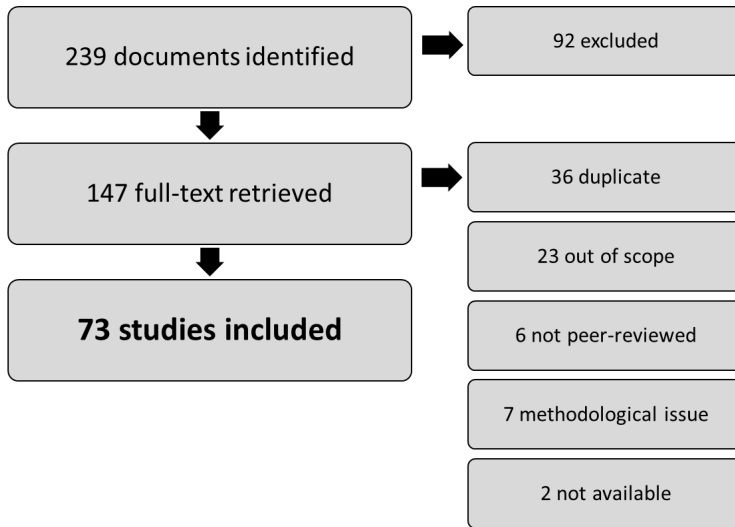 239 documents identified
92 excluded
147 full-text retrieved
36 duplicate
23 out of scope
73 studies included
6 not peer-reviewed
7 methodological issue
2 not available